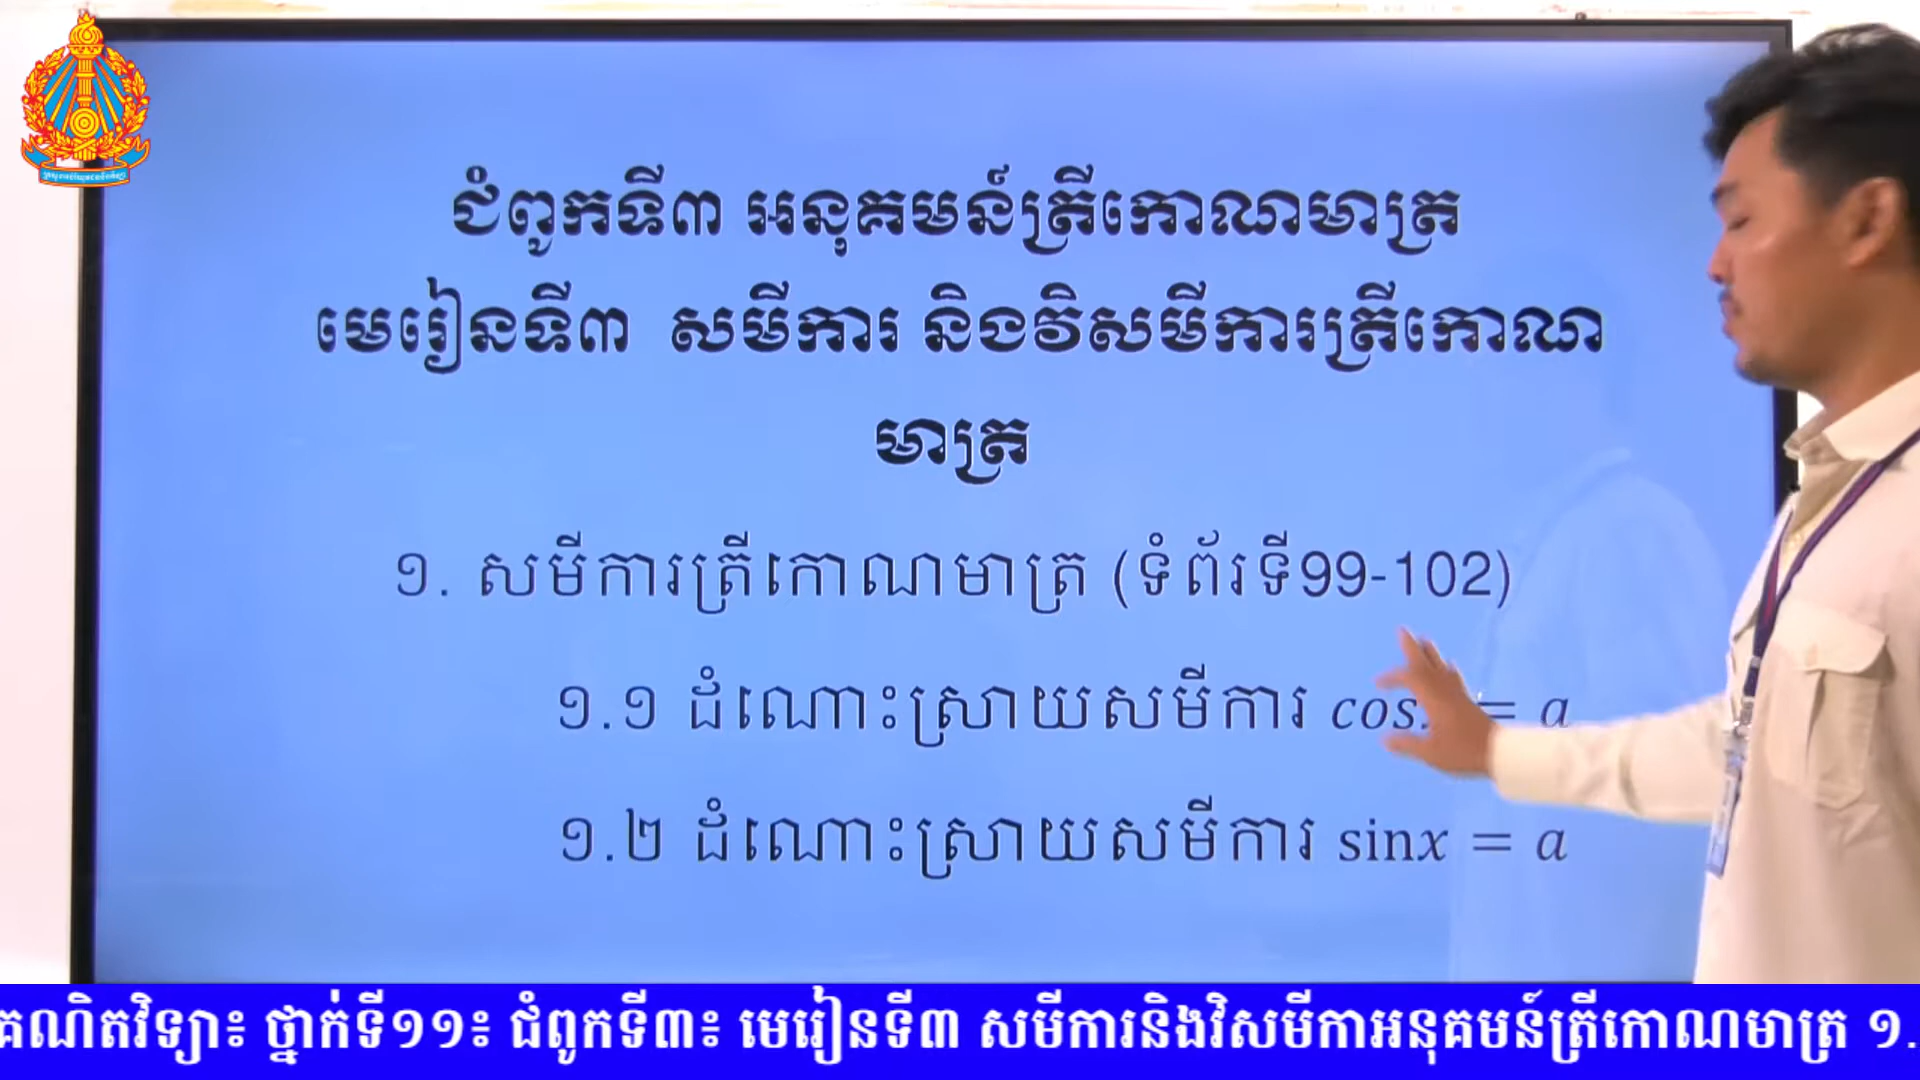 ជំពូកទី៣ អនុគមន៍ត្រីកោណមាត្រ
មេរៀនទី៣ សមីការ និងវិសមីការត្រីកោណ
មាត្រ
១. សមីការត្រីកោណមាត្រ (ទំព័រទី99-102)
១.១ ដំណោះស្រាយសមីការ cos = a
១.២ ដំណោះស្រាយសមីការ sinx = a
គណិតវិទ្យា៖ ថ្នាក់ទី១១៖ ជំពូកទី៣៖ មេរៀនទី៣ សមីការនិងវិសមីកាអនុគមន៍ត្រីកោណមាត្រ ១.